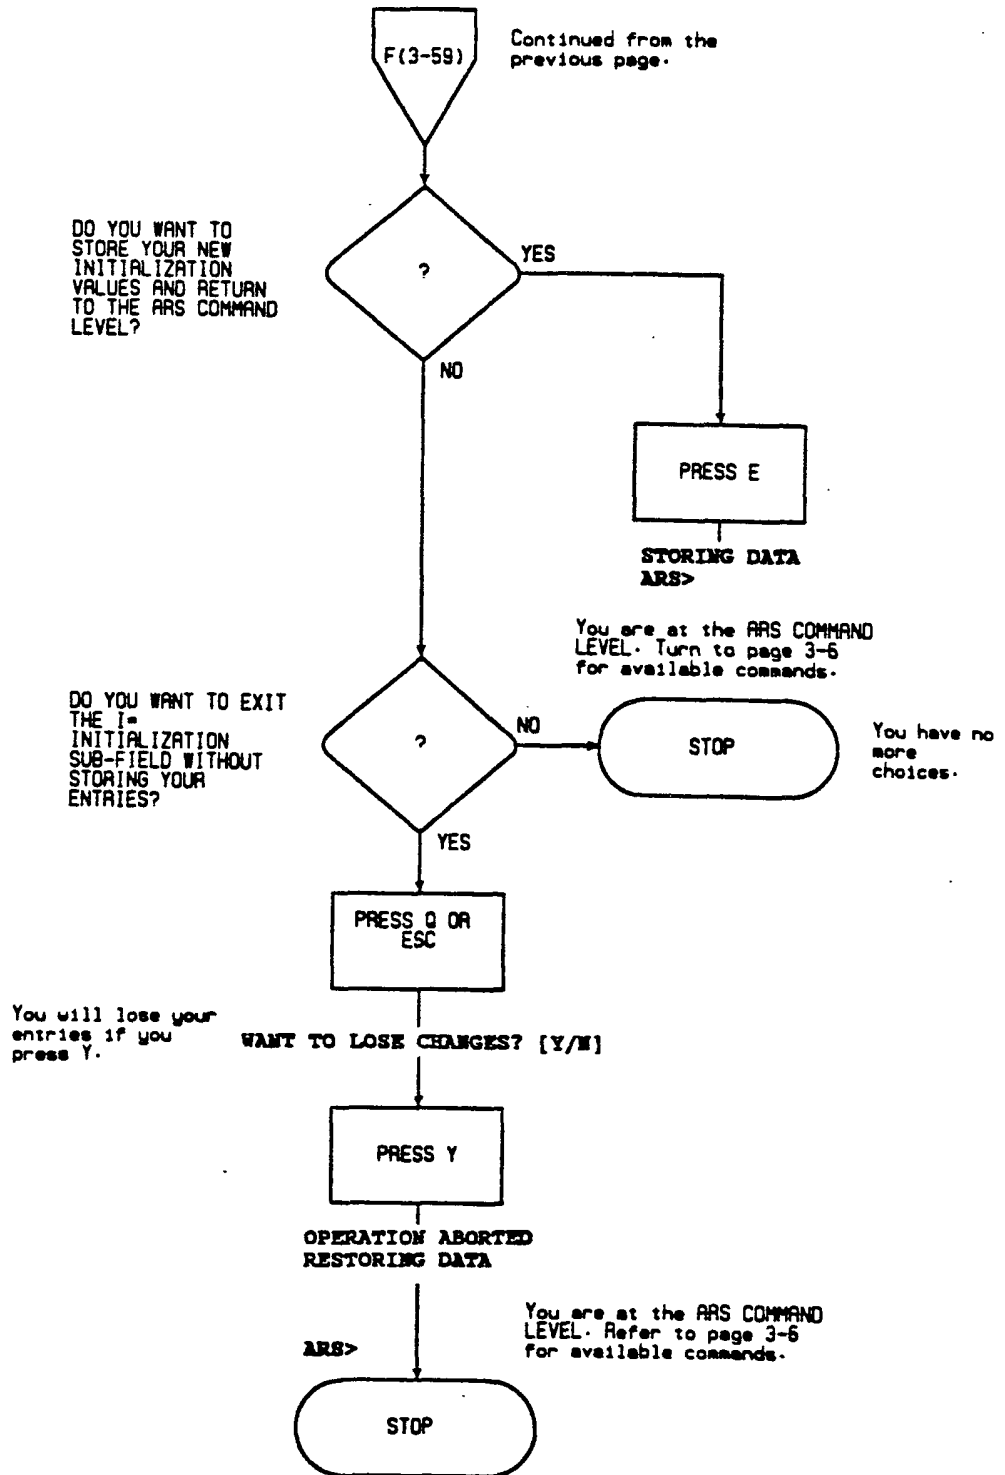 F(3-59)
Continued from the
previous page.
DO YOU WANT TO
STORE YOUR NEW
INITIALIZATION
VALUES AND RETURN
TO THE ARS COMMAND
LEVEL?
?
YES
NO
PRESS E
STORING DATA
ARS>
You are at the ARS COMMAND
LEVEL. Turn to page 3-6
for available commands.
DO YOU WANT TO EXIT
THE I=
INITIALIZATION
SUB-FIELD WITHOUT
STORING YOUR
ENTRIES?
?
NO
STOP
You have no
more
choices.
YES
PRESS Q OR
ESC
You will lose your
entries if you
press Y.
WANT TO LOSE CHANGES? [Y/N]
PRESS Y
OPERATION ABORTED
RESTORING DATA
You are at the ARS COMMAND
LEVEL. Refer to page 3-6
for available commands.
ARS>
STOP